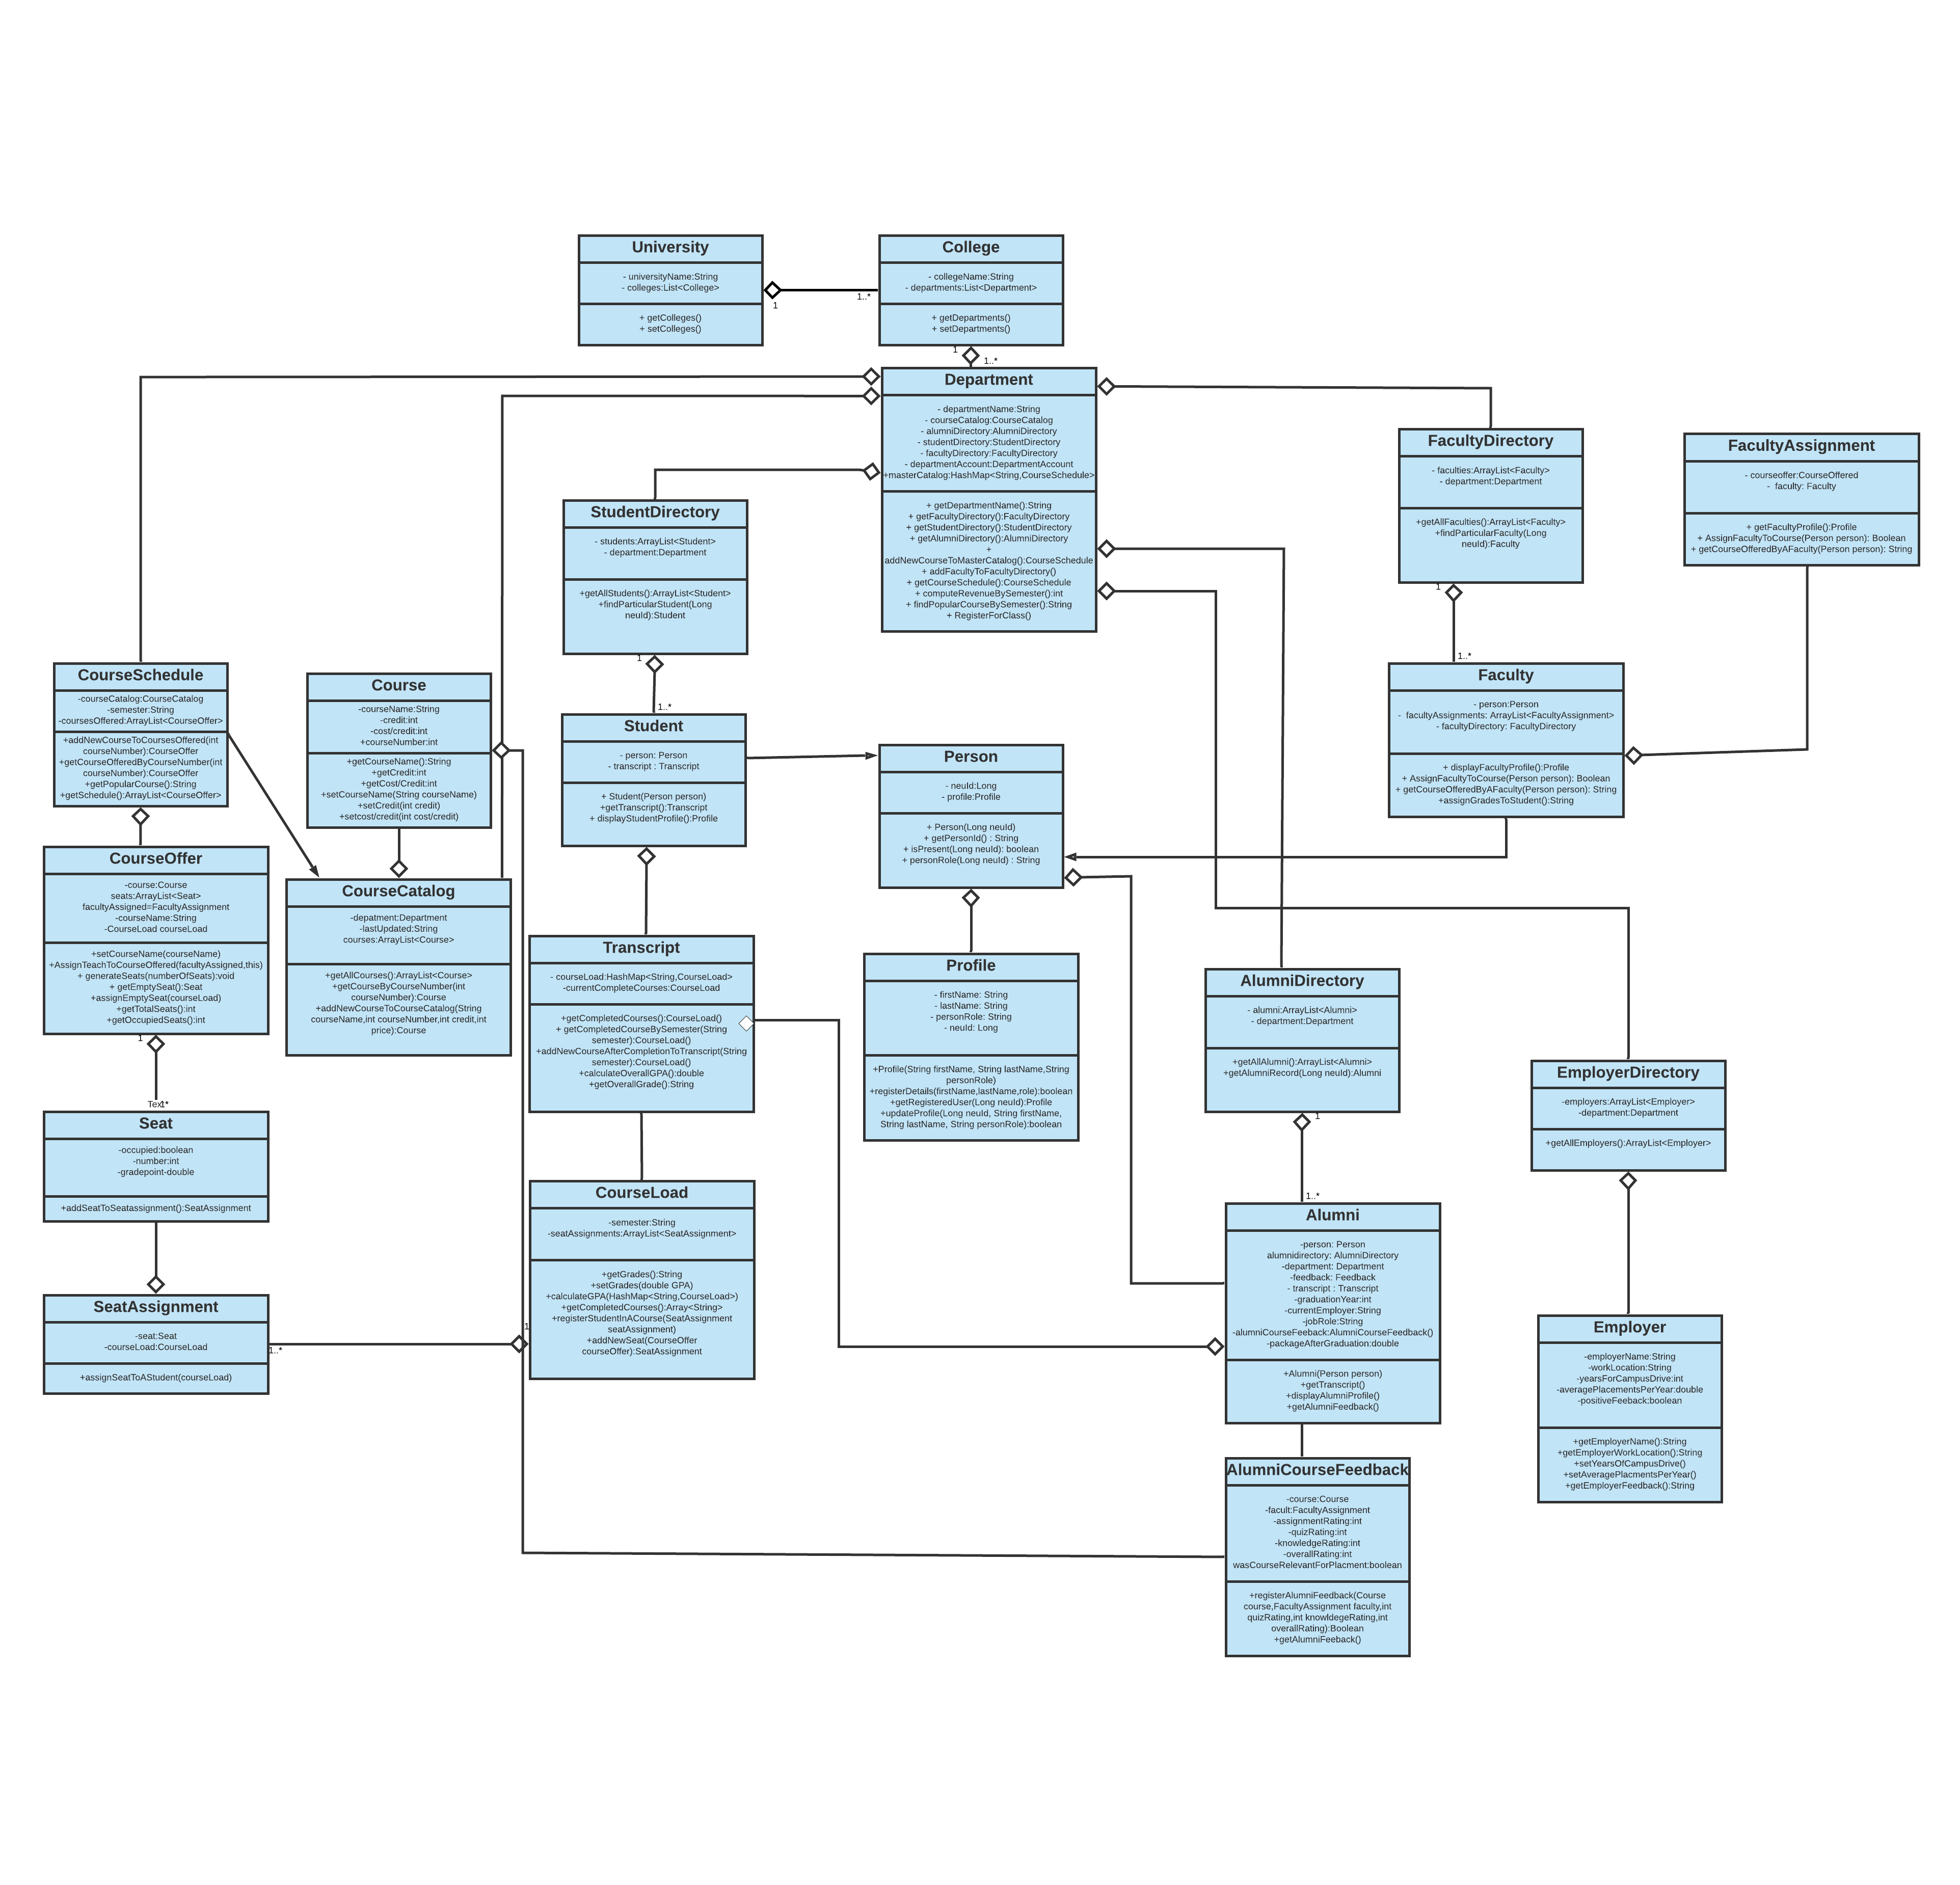 University
- universityName:String
- colleges:List<College>
+ getColleges()
+ setColleges()
1
1..*
College
- collegeName:String
- departments:List<Department>
+ getDepartments()
+ setDepartments()
1
1..*
Department
- departmentName:String
- courseCatalog:CourseCatalog
- alumniDirectory:AlumniDirectory
- studentDirectory:StudentDirectory
- facultyDirectory:FacultyDirectory
- departmentAccount:DepartmentAccount
+masterCatalog:HashMap<String,CourseSchedule>
+ getDepartmentName():String
+ getFacultyDirectory():FacultyDirectory
+ getStudentDirectory():StudentDirectory
+ getAlumniDirectory():AlumniDirectory
+
addNewCourseToMasterCatalog():CourseSchedule
+ addFacultyToFacultyDirectory()
+ getCourseSchedule():CourseSchedule
+ computeRevenueBySemester():int
+ findPopularCourseBySemester():String
+ RegisterForClass()
FacultyDirectory
- faculties:ArrayList<Faculty>
- department:Department
+getAllFaculties():ArrayList<Faculty>
+findParticularFaculty(Long
neuId):Faculty
1
1..*
FacultyAssignment
- courseoffer:CourseOffered
- faculty: Faculty
+ getFacultyProfile():Profile
+ AssignFacultyToCourse(Person person): Boolean
+ getCourseOfferedByAFaculty(Person person): String
StudentDirectory
- students:ArrayList<Student>
- department:Department
+getAllStudents():ArrayList<Student>
+findParticularStudent(Long
neuId):Student
1
1..*
CourseSchedule
-courseCatalog:CourseCatalog
-semester:String
-coursesOffered:ArrayList<CourseOffer>
+addNewCourseToCoursesOffered(int
courseNumber):CourseOffer
+getCourseOfferedByCourseNumber(int
courseNumber):CourseOffer
+getPopularCourse():String
+getSchedule():ArrayList<CourseOffer>
Course
-courseName:String
-credit:int
-cost/credit:int
+courseNumber:int
+getCourseName():String
+getCredit:int
+getCost/Credit:int
+setCourseName(String courseName)
+setCredit(int credit)
+setcost/credit(int cost/credit)
Student
- person: Person
- transcript : Transcript
+ Student(Person person)
+getTranscript():Transcript
+ displayStudentProfile():Profile
Person
- neuId:Long
- profile:Profile
+ Person(Long neuId)
+ getPersonId() : String
+ isPresent(Long neuId): boolean
+ personRole(Long neuId) : String
Faculty
- person:Person
- facultyAssignments: ArrayList<FacultyAssignment>
- facultyDirectory: FacultyDirectory
+ displayFacultyProfile():Profile
+ AssignFacultyToCourse(Person person): Boolean
+ getCourseOfferedByAFaculty(Person person): String
+assignGradesToStudent():String
CourseOffer
-course:Course
seats:ArrayList<Seat>
facultyAssigned=FacultyAssignment
-courseName:String
-CourseLoad courseLoad
+setCourseName(courseName)
+AssignTeachToCourseOffered(facultyAssigned,this)
+ generateSeats(numberOfSeats):void
+ getEmptySeat():Seat
+assignEmptySeat(courseLoad)
+getTotalSeats():int
+getOccupiedSeats():int
1
CourseCatalog
-depatment:Department
-lastUpdated:String
courses:ArrayList<Course>
+getAllCourses():ArrayList<Course>
+getCourseByCourseNumber(int
courseNumber):Course
+addNewCourseToCourseCatalog(String
courseName,int courseNumber,int credit,int
price):Course
Transcript
- courseLoad:HashMap<String,CourseLoad>
-currentCompleteCourses:CourseLoad
+getCompletedCourses():CourseLoad()
+ getCompletedCourseBySemester(String
semester):CourseLoad()
+addNewCourseAfterCompletionToTranscript(String
semester):CourseLoad()
+calculateOverallGPA():double
+getOverallGrade():String
Profile
- firstName: String
- lastName: String
- personRole: String
- neuId: Long
+Profile(String firstName, String lastName,String
personRole)
+registerDetails(firstName,lastName,role):boolean
+getRegisteredUser(Long neuId):Profile
+updateProfile(Long neuId, String firstName,
String lastName, String personRole):boolean
AlumniDirectory
- alumni:ArrayList<Alumni>
- department:Department
+getAllAlumni():ArrayList<Alumni>
+getAlumniRecord(Long neuId):Alumni
1
1..*
EmployerDirectory
-employers:ArrayList<Employer>
-department:Department
+getAllEmployers():ArrayList<Employer>
Seat
-occupied:boolean
-number:int
-gradepoint-double
+addSeatToSeatassignment():SeatAssignment
SeatAssignment
-seat:Seat
-courseLoad:CourseLoad
+assignSeatToAStudent(courseLoad)
1..*
1
CourseLoad
-semester:String
-seatAssignments:ArrayList<SeatAssignment>
+getGrades():String
+setGrades(double GPA)
+calculateGPA(HashMap<String,CourseLoad>)
+getCompletedCourses():Array<String>
+registerStudentInACourse(SeatAssignment
seatAssignment)
+addNewSeat(CourseOffer
courseOffer):SeatAssignment
Alumni
-person: Person
alumnidirectory: AlumniDirectory
-department: Department
-feedback: Feedback
- transcript : Transcript
-graduationYear:int
-currentEmployer:String
-jobRole:String
-alumniCourseFeeback:AlumniCourseFeedback()
-packageAfterGraduation:double
+Alumni(Person person)
+getTranscript()
+displayAlumniProfile()
+getAlumniFeedback()
Employer
-employerName:String
-workLocation:String
-yearsForCampusDrive:int
-averagePlacementsPerYear:double
-positiveFeeback:boolean
+getEmployerName():String
+getEmployerWorkLocation():String
+setYearsOfCampusDrive()
+setAveragePlacmentsPerYear()
+getEmployerFeedback():String
AlumniCourseFeedback
-course:Course
-facult:FacultyAssignment
-assignmentRating:int
-quizRating:int
-knowledgeRating:int
-overallRating:int
wasCourseRelevantForPlacment:boolean
+registerAlumniFeedback(Course
course,FacultyAssignment faculty,int
quizRating,int knowldegeRating,int
overallRating):Boolean
+getAlumniFeeback()